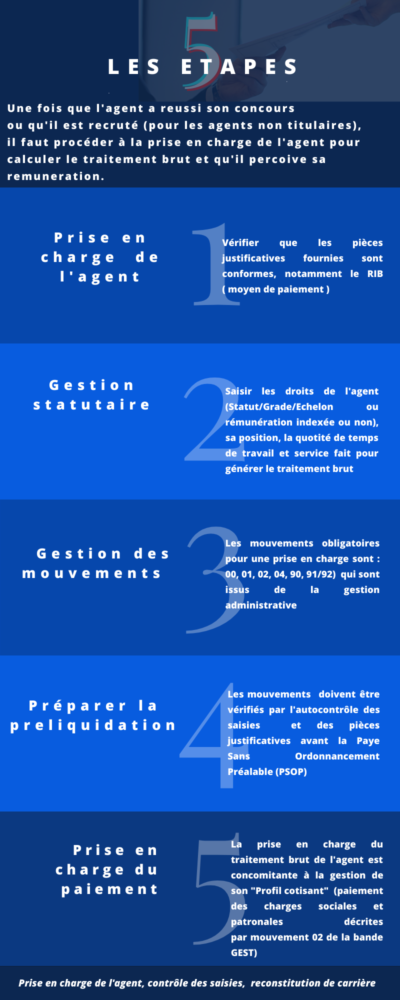 5
LES ETAPES
Une fois que l'agent a reussi son concours
ou qu'il est recruté (pour les agents non titulaires),
il faut procéder à la prise en charge de l'agent pour
calculer le traitement brut et qu'il percoive sa
remuneration.
Prise en
charge de
l'agent
1
Vérifier que les pièces
justificatives fournies sont
conformes, notamment le RIB
( moyen de paiement )
Gestion
statutaire
2
Saisir les droits de l'agent
(Statut/Grade/Echelon ou
rémunération indexée ou non),
sa position, la quotité de temps
de travail et service fait pour
générer le traitement brut
Gestion des
mouvements
3
Les mouvements obligatoires
pour une prise en charge sont :
00, 01, 02, 04, 90, 91/92) qui sont
issus de la gestion
administrative
Préparer la
preliquidation
4
Les mouvements doivent être
vérifiés par l'autocontrôle des
saisies et des pièces
justificatives avant la Paye
Sans Ordonnancement
Préalable (PSOP)
Prise en
charge du
paiement
5
La prise en charge du
traitement brut de l'agent est
concomitante à la gestion de
son "Profil cotisant" (paiement
des charges sociales et
patronales décrites
par mouvement 02 de la bande
GEST)
Prise en charge de l'agent, contrôle des saisies, reconstitution de carrière